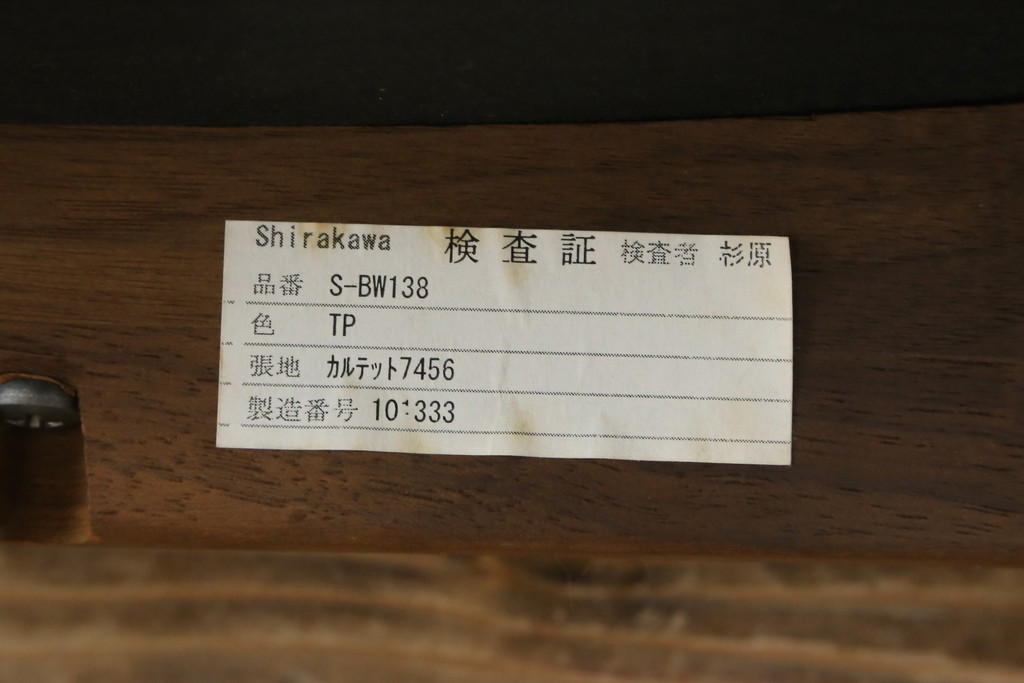 Shirakawa 検査証 検査者 杉原
品番 S-BW138
色 TP
張地 ｶﾙﾃｯﾄ7456
製造番号 10:333